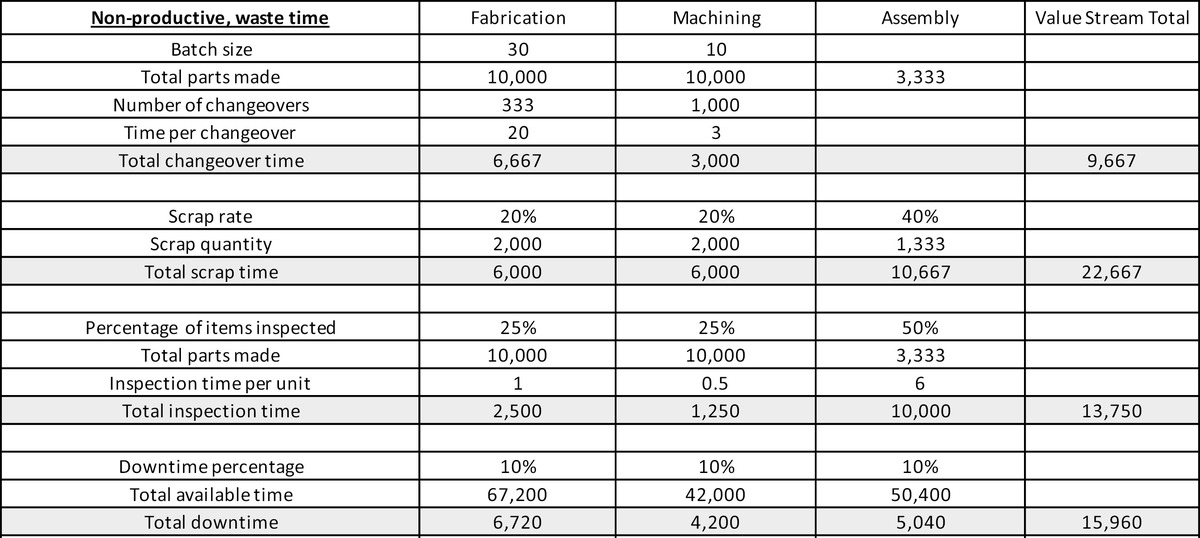 Non-productive, waste time Fabrication Machining Assembly Value Stream Total
Batch size 30 10
Total parts made 10,000 10,000 3,333
Number of changeovers 333 1,000
Time per changeover 20 3
Total changeover time 6,667 3,000 9,667
Scrap rate 20% 20% 40%
Scrap quantity 2,000 2,000 1,333
Total scrap time 6,000 6,000 10,667 22,667
Percentage of items inspected 25% 25% 50%
Total parts made 10,000 10,000 3,333
Inspection time per unit 1 0.5 6
Total inspection time 2,500 1,250 10,000 13,750
Downtime percentage 10% 10% 10%
Total available time 67,200 42,000 50,400
Total downtime 6,720 4,200 5,040 15,960